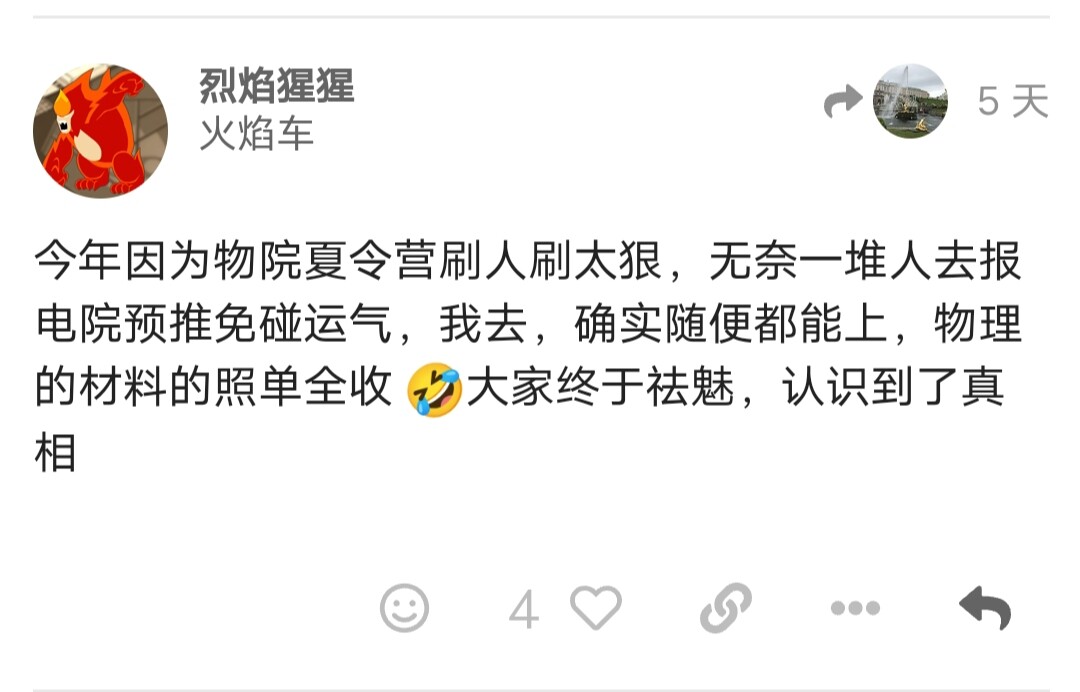 烈焰猩猩
火焰车
5 天
今年因为物院夏令营刷人刷太狠，无奈一堆人去报
电院预推免碰运气，我去，确实随便都能上，物理
的材料的照单全收 🤣大家终于祛魅，认识到了真
相
4